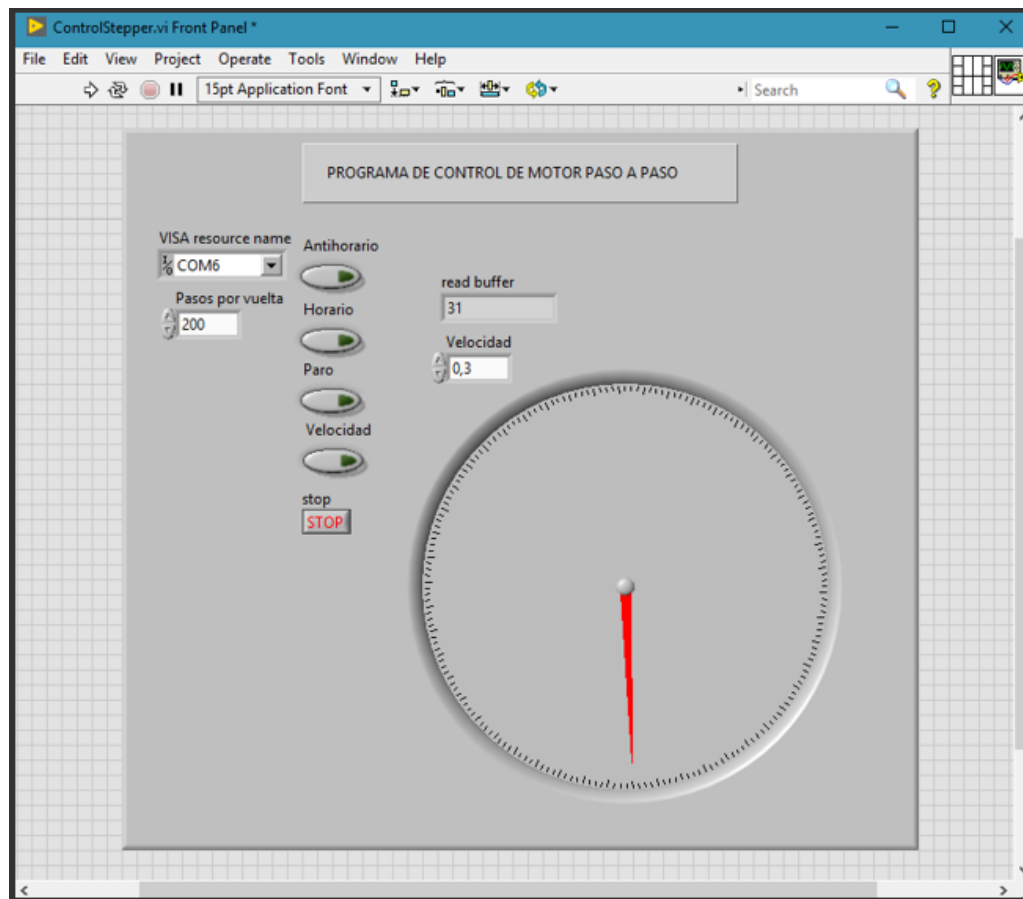 ControlStepper.vi Front Panel *
File Edit View Project Operate Tools Window Help
15pt Application Font
Search
PROGRAMA DE CONTROL DE MOTOR PASO A PASO
VISA resource name
COM6
Pasos por vuelta
200
Antihorario
Horario
Paro
Velocidad
stop
STOP
read buffer
31
Velocidad
0,3